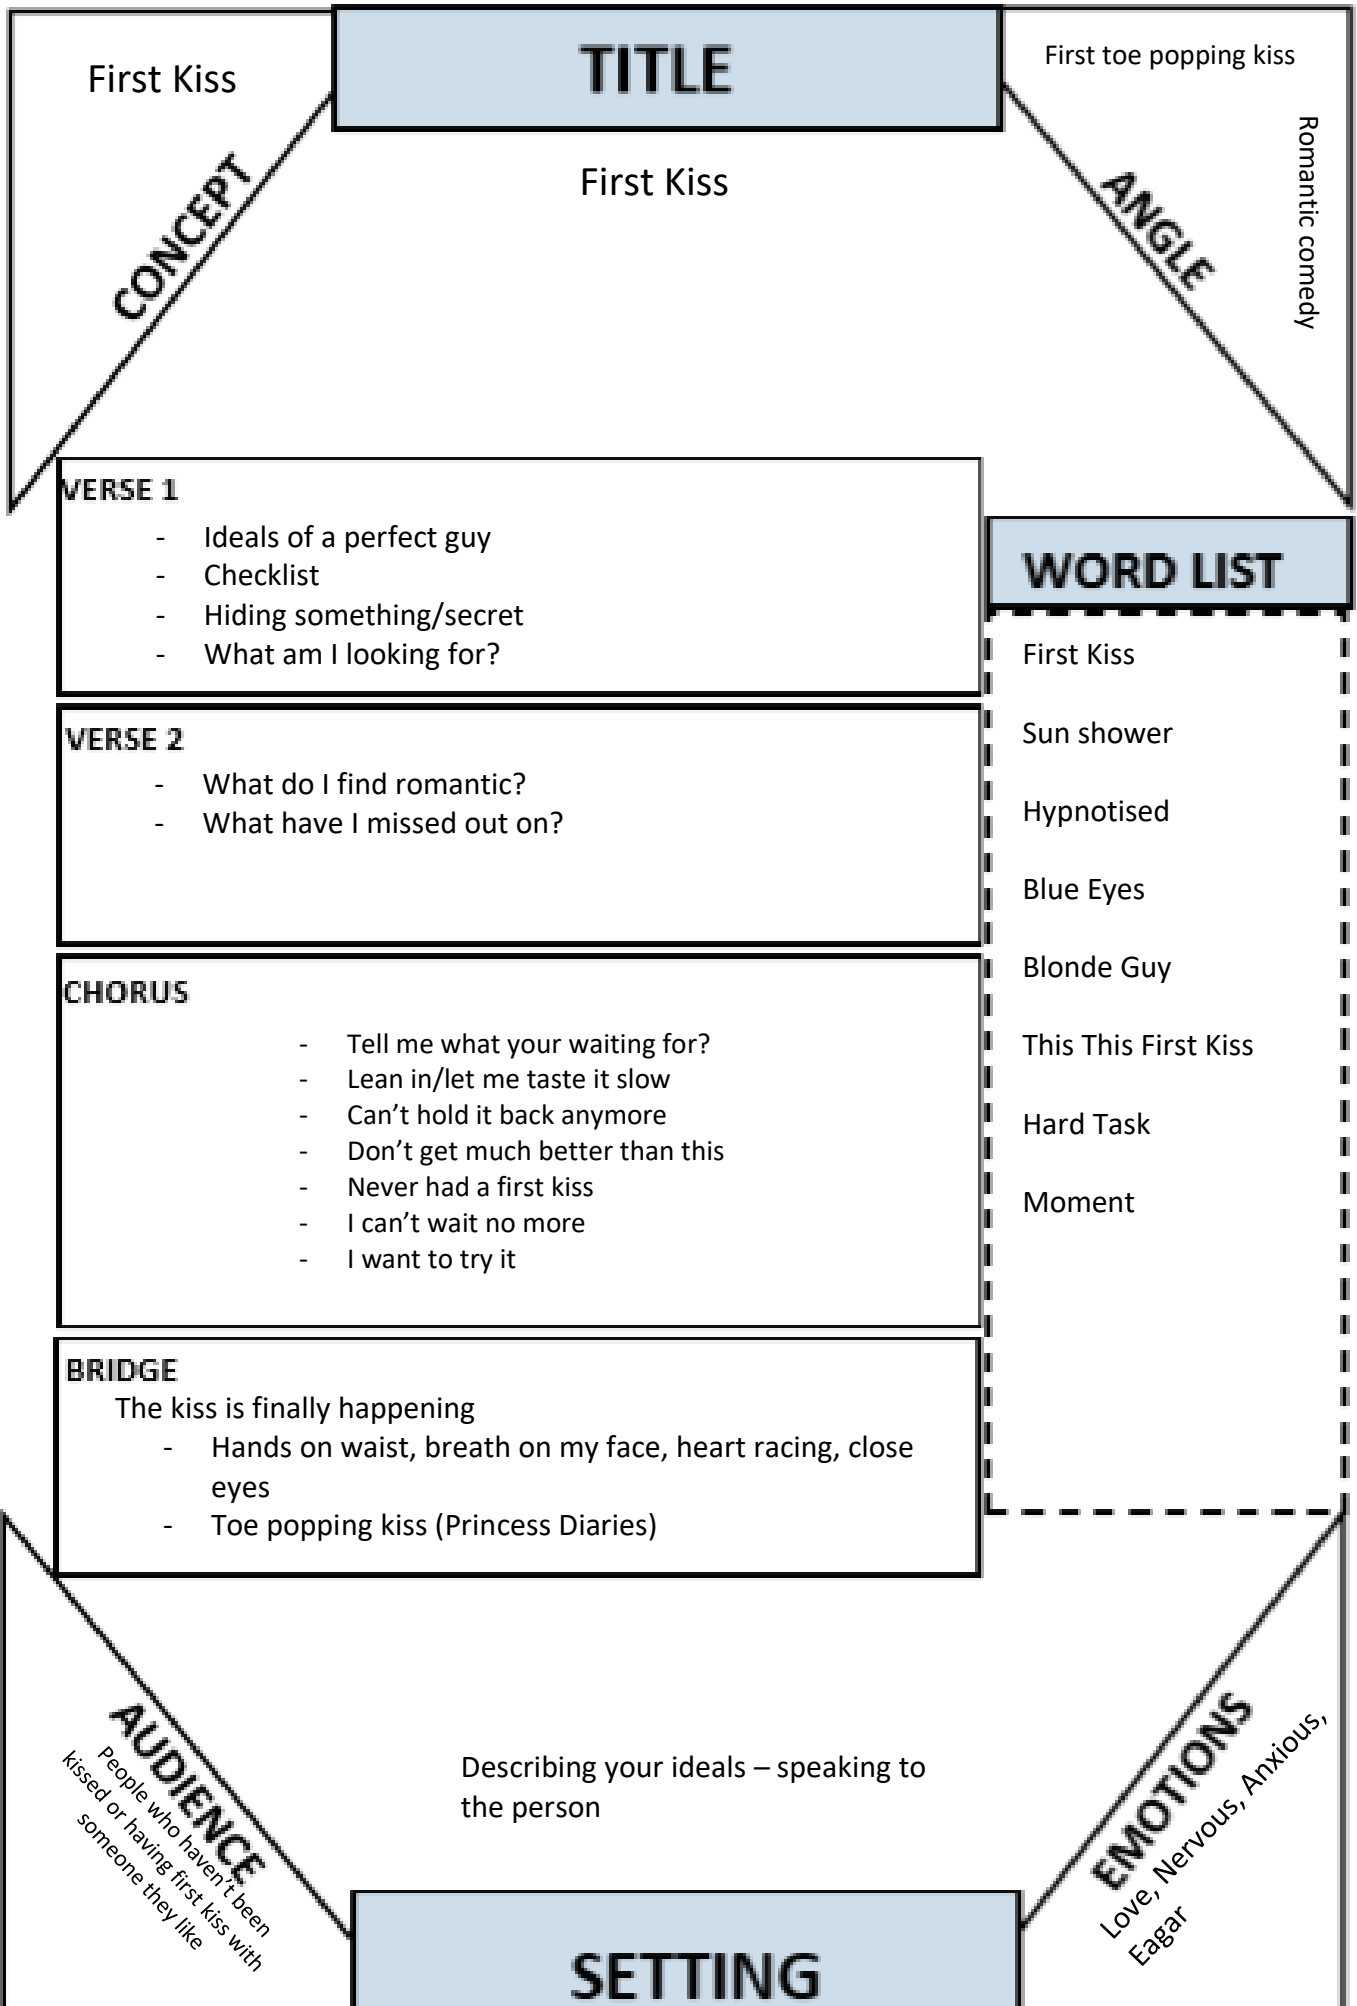 First Kiss
CONCEPT
TITLE
First Kiss
First toe popping kiss
Romantic comedy
ANGLE
VERSE 1
- Ideals of a perfect guy
- Checklist
- Hiding something/secret
- What am I looking for?
VERSE 2
- What do I find romantic?
- What have I missed out on?
CHORUS
- Tell me what your waiting for?
- Lean in/let me taste it slow
- Can't hold it back anymore
- Don't get much better than this
- Never had a first kiss
- I can't wait no more
- I want to try it
BRIDGE
The kiss is finally happening
- Hands on waist, breath on my face, heart racing, close
eyes
- Toe popping kiss (Princess Diaries)
WORD LIST
First Kiss
Sun shower
Hypnotised
Blue Eyes
Blonde Guy
This This First Kiss
Hard Task
Moment
AUDIENCE
People who haven't been
kissed or having first kiss with
someone they like
Describing your ideals – speaking to
the person
SETTING
EMOTIONS
Love, Nervous, Anxious,
Eagar